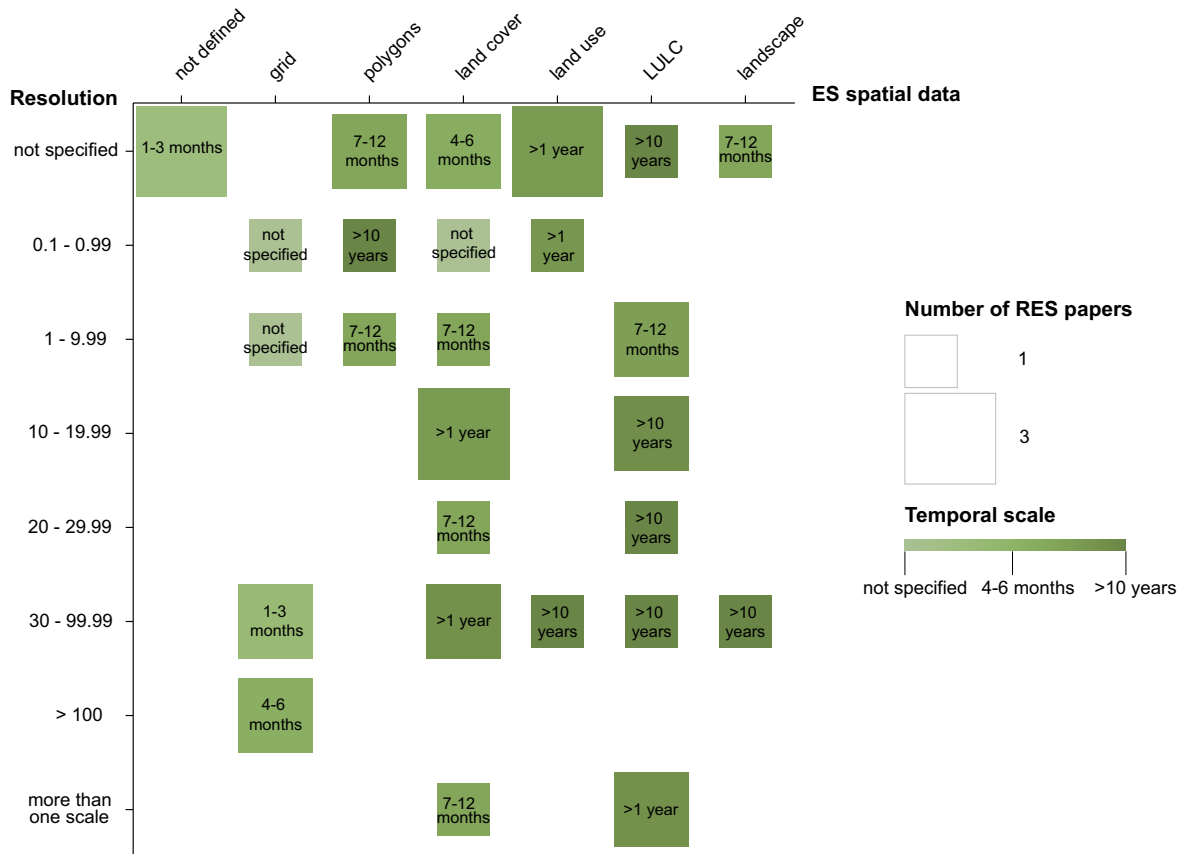 not defined
grid
polygons
land cover
land use
LULC
landscape
Resolution
ES spatial data
not specified
1-3 months
7-12
months
4-6
months
>1 year
>10
years
7-12
months
0.1 - 0.99
not
specified
>10
years
not
specified
>1
year
1 - 9.99
not
specified
7-12
months
7-12
months
7-12
months
10 - 19.99
>1 year
>10
years
20 - 29.99
7-12
months
>10
years
30 - 99.99
1-3
months
>1 year
>10
years
>10
years
>10
years
> 100
4-6
months
more than
one scale
7-12
months
>1 year
Number of RES papers
1
3
Temporal scale
not specified
4-6 months
>10 years